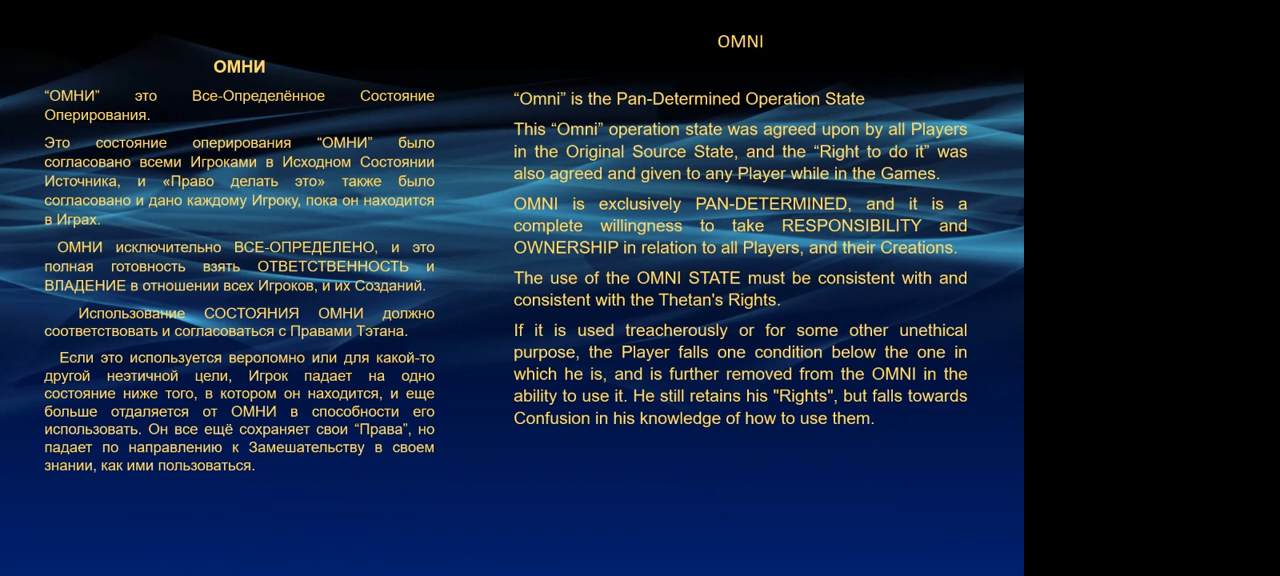 ОМНИ
“ОМНИ” это Все-Определённое Состояние
Оперирования.
Это состояние оперирования “ОМНИ” было
согласовано всеми Игроками в Исходном Состоянии
Источника, и «Право делать это» также было
согласовано и дано каждому Игроку, пока он находится
в Играх.
ОМНИ исключительно ВСЕ-ОПРЕДЕЛЕНО, и это
полная готовность взять ОТВЕТСТВЕННОСТЬ и
ВЛАДЕНИЕ в отношении всех Игроков, и их Созданий.
Использование СОСТОЯНИЯ ОМНИ должно
соответствовать и согласоваться с Правами Тэтана.
Если это используется вероломно или для какой-то
другой неэтичной цели, Игрок падает на одно
состояние ниже того, в котором он находится, и еще
больше отдаляется от ОМНИ в способности его
использовать. Он все ещё сохраняет свои “Права”, но
падает по направлению к Замешательству в своем
знании, как ими пользоваться.
OMNI
“Omni” is the Pan-Determined Operation State
This “Omni” operation state was agreed upon by all Players
in the Original Source State, and the “Right to do it” was
also agreed and given to any Player while in the Games.
OMNI is exclusively PAN-DETERMINED, and it is a
complete willingness to take RESPONSIBILITY and
OWNERSHIP in relation to all Players, and their Creations.
The use of the OMNI STATE must be consistent with and
consistent with the Thetan's Rights.
If it is used treacherously or for some other unethical
purpose, the Player falls one condition below the one in
which he is, and is further removed from the OMNI in the
ability to use it. He still retains his "Rights", but falls towards
Confusion in his knowledge of how to use them.